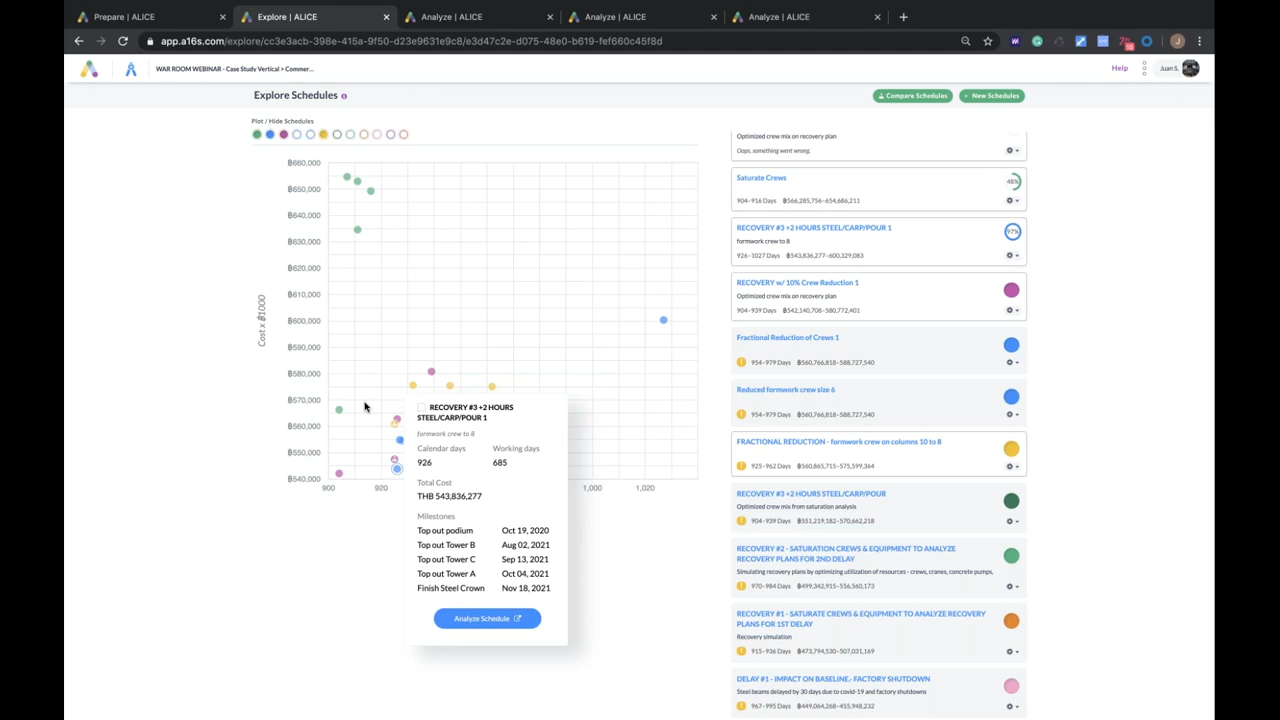 Prepare | ALICE
Explore | ALICE
Analyze | ALICE
Analyze | ALICE
Analyze | ALICE
app.a16s.com/explore/cc3e3acb-398e-415a-9f50-d23e9631e9c8/e3d47c2e-d075-48e0-b619-fef660c45f8d
WAR ROOM WEBINAR - Case Study Vertical > Commer...
Help
Juan S.
Explore Schedules
Compare Schedules
+ New Schedules
Plot / Hide Schedules
฿660,000
฿650,000
฿640,000
฿630,000
฿620,000
฿610,000
฿600,000
฿590,000
฿580,000
฿570,000
฿560,000
฿550,000
฿540,000
Cost x ฿1000
900
920
1,000
1,020
RECOVERY #3 +2 HOURS
STEEL/CARP/POUR 1
formwork crew to 8
Calendar days
Working days
926
685
Total Cost
THB 543,836,277
Milestones
Top out podium Oct 19, 2020
Top out Tower B Aug 02, 2021
Top out Tower C Sep 13, 2021
Top out Tower A Oct 04, 2021
Finish Steel Crown Nov 18, 2021
Analyze Schedule
Optimized crew mix on recovery plan
Oops, something went wrong.
Saturate Crews
48%
904–916 Days ฿566,285,756–654,686,211
RECOVERY #3 +2 HOURS STEEL/CARP/POUR 1
97%
formwork crew to 8
926–1027 Days ฿543,836,277–600,329,083
RECOVERY w/ 10% Crew Reduction 1
Optimized crew mix on recovery plan
904–939 Days ฿542,140,708–580,772,401
Fractional Reduction of Crews 1
954–979 Days ฿560,766,818–588,727,540
Reduced formwork crew size 6
954–979 Days ฿560,766,818–588,727,540
FRACTIONAL REDUCTION - formwork crew on columns 10 to 8
925–962 Days ฿560,865,715–575,599,364
RECOVERY #3 +2 HOURS STEEL/CARP/POUR
Optimized crew mix from saturation analysis
904–939 Days ฿551,219,182–570,662,218
RECOVERY #2 - SATURATION CREWS & EQUIPMENT TO ANALYZE
RECOVERY PLANS FOR 2ND DELAY
Simulating recovery plans by optimizing utilization of resources - crews, cranes, concrete pumps,
970–984 Days ฿499,342,915–556,560,173
RECOVERY #1 - SATURATE CREWS & EQUIPMENT TO ANALYZE RECOVERY
PLANS FOR 1ST DELAY
Recovery simulation
915–936 Days ฿473,794,530–507,031,169
DELAY #1 - IMPACT ON BASELINE.- FACTORY SHUTDOWN
Steel beams delayed by 30 days due to covid-19 and factory shutdowns
967–995 Days ฿449,064,268–455,948,232